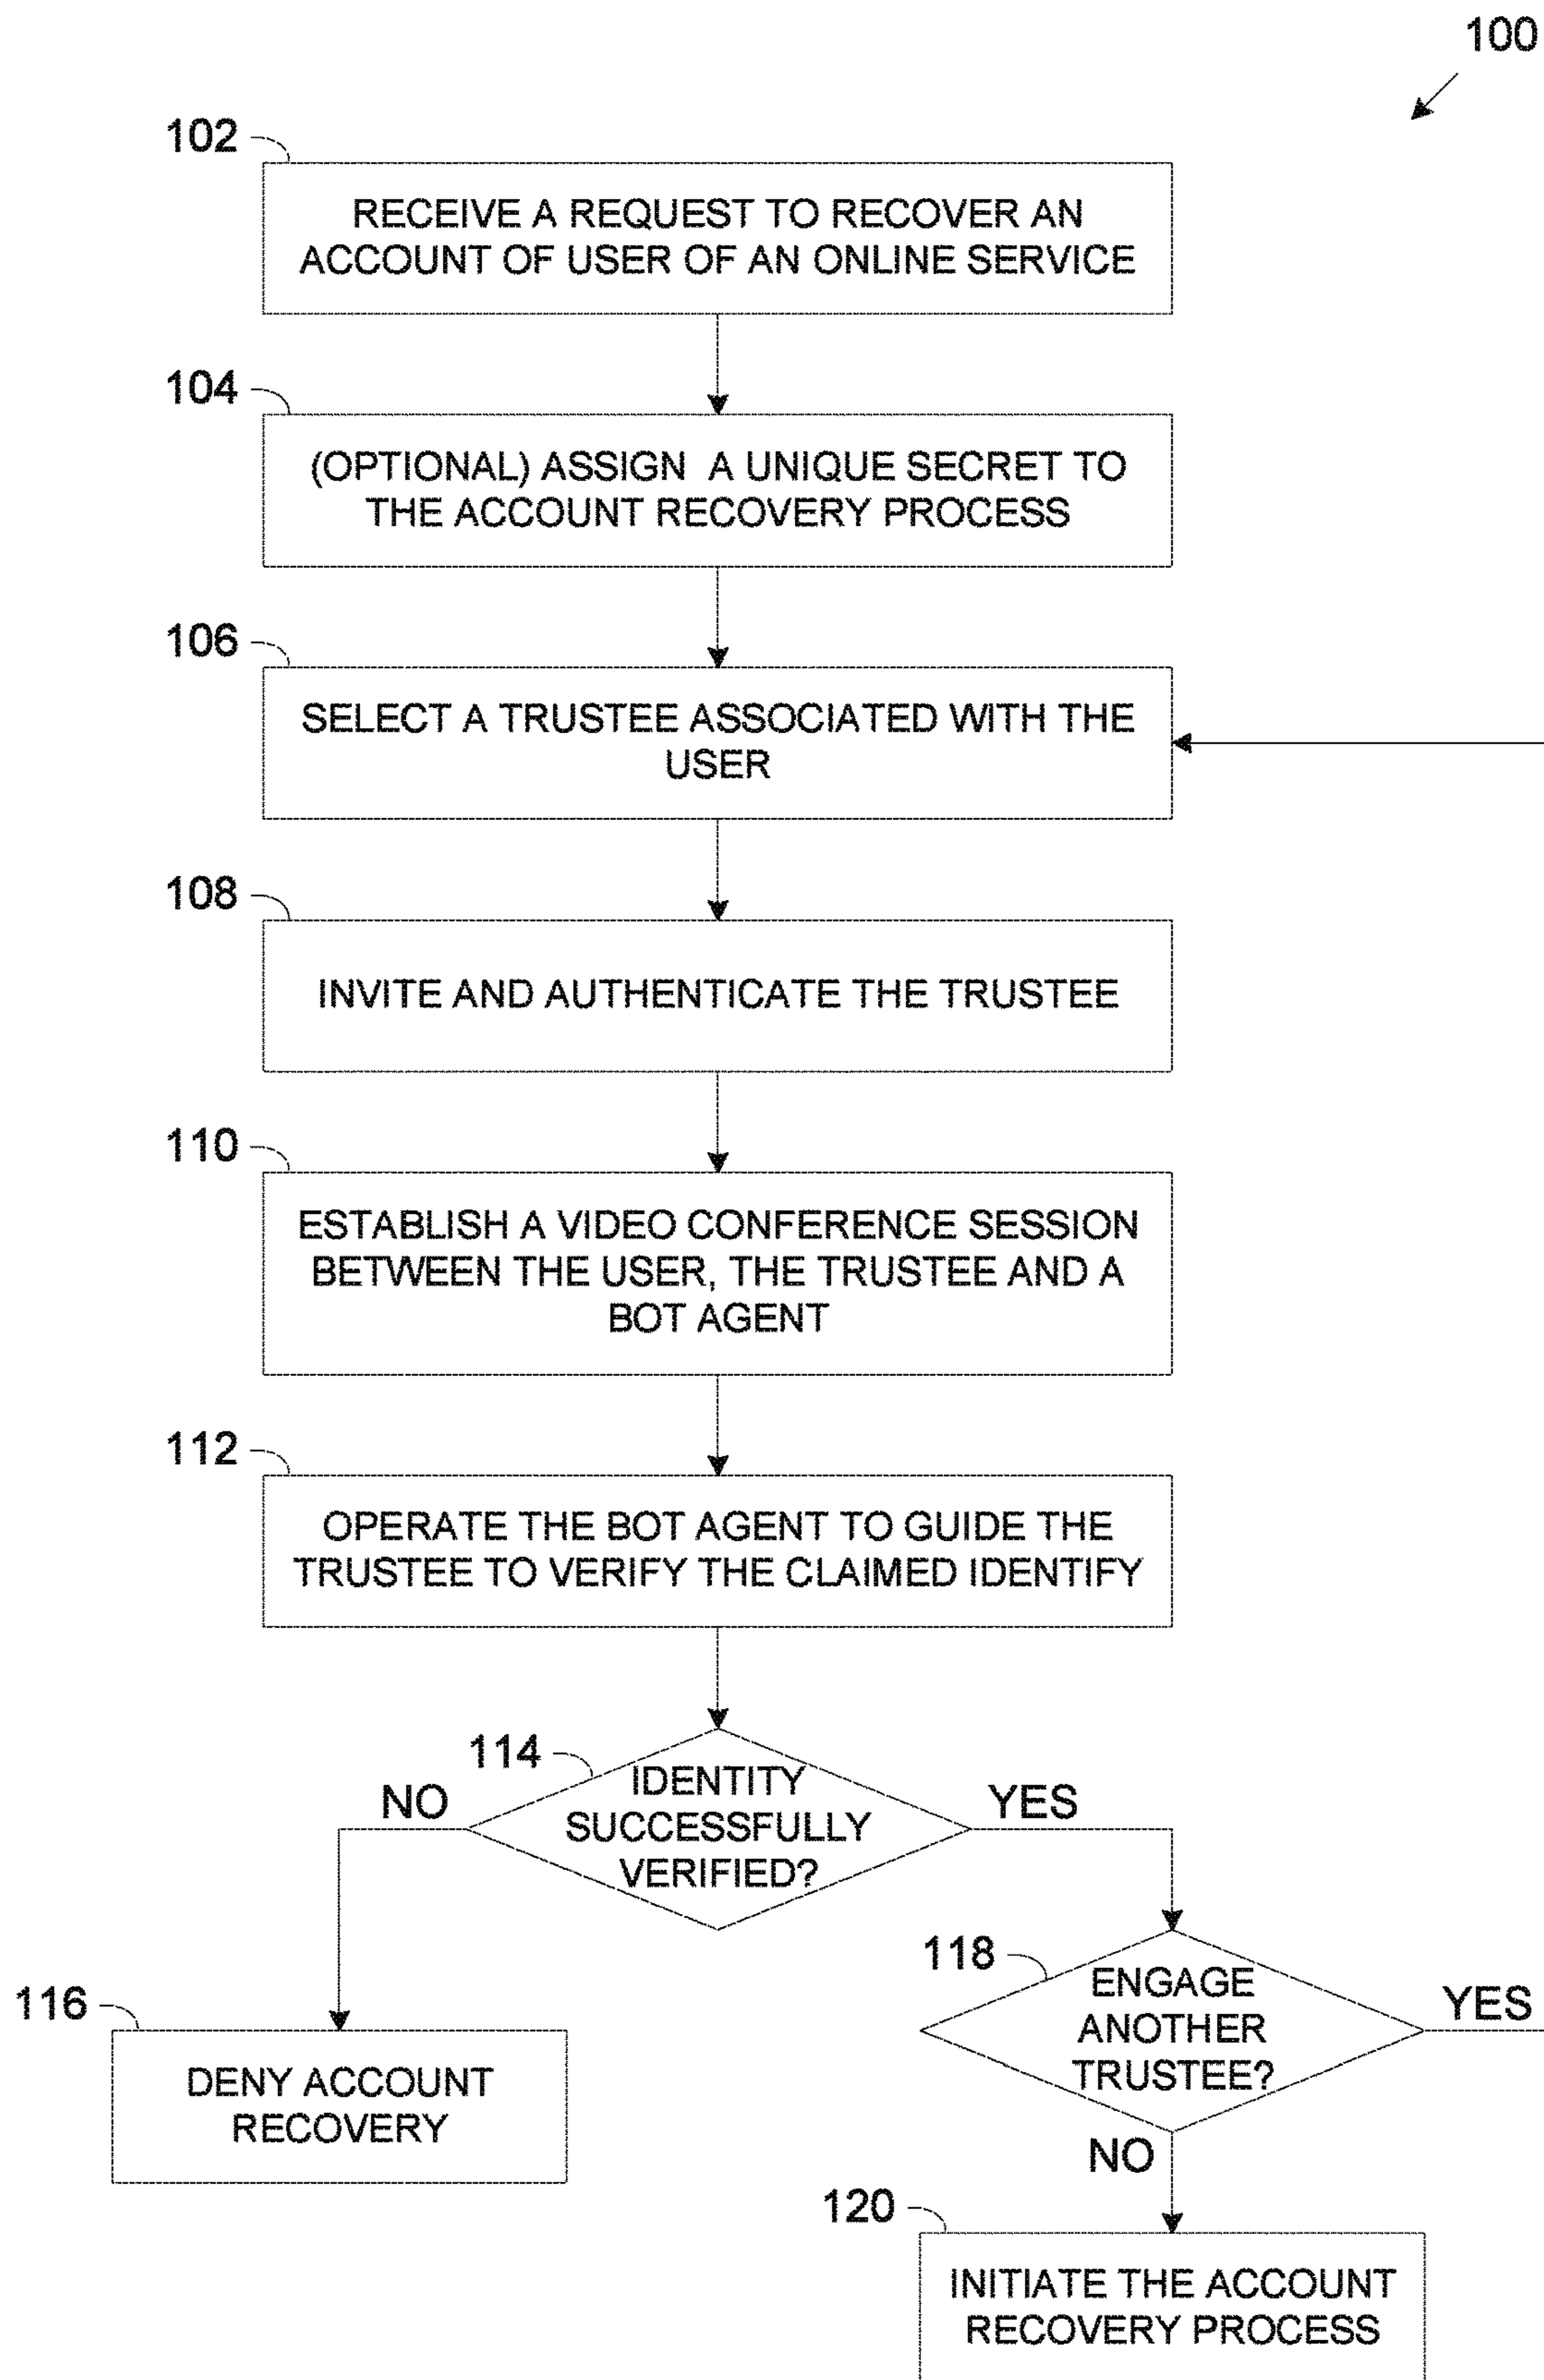 100
102
RECEIVE A REQUEST TO RECOVER AN
ACCOUNT OF USER OF AN ONLINE SERVICE
104
(OPTIONAL) ASSIGN A UNIQUE SECRET TO
THE ACCOUNT RECOVERY PROCESS
106
SELECT A TRUSTEE ASSOCIATED WITH THE
USER
108
INVITE AND AUTHENTICATE THE TRUSTEE
110
ESTABLISH A VIDEO CONFERENCE SESSION
BETWEEN THE USER, THE TRUSTEE AND A
BOT AGENT
112
OPERATE THE BOT AGENT TO GUIDE THE
TRUSTEE TO VERIFY THE CLAIMED IDENTIFY
114
IDENTITY
SUCCESSFULLY
VERIFIED?
NO
YES
116
DENY ACCOUNT
RECOVERY
118
ENGAGE
ANOTHER
TRUSTEE?
YES
NO
120
INITIATE THE ACCOUNT
RECOVERY PROCESS